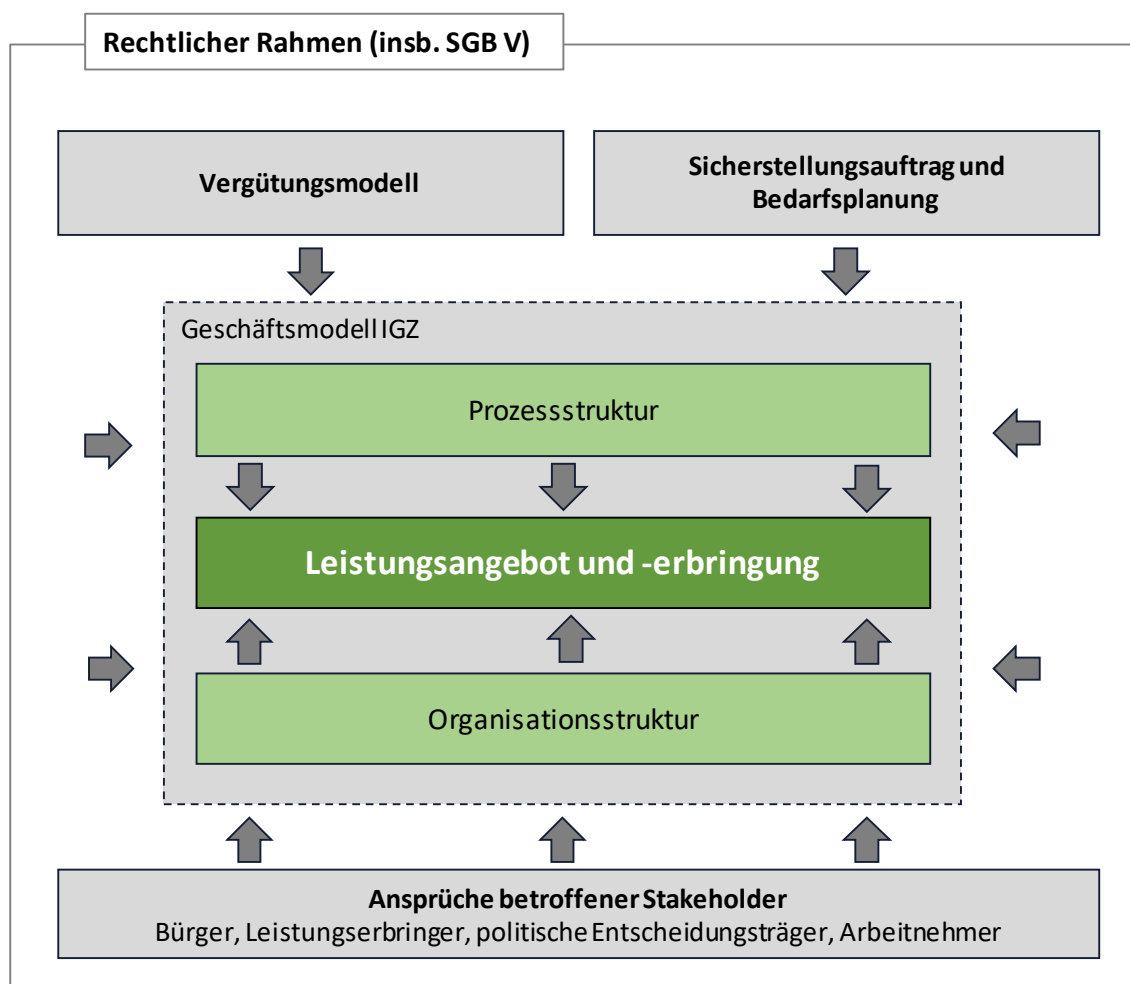 Rechtlicher Rahmen (insb. SGB V)
Vergütungsmodell
Sicherstellungsauftrag und
Bedarfsplanung
Geschäftsmodell IGZ
Prozessstruktur
Leistungsangebot und -erbringung
Organisationsstruktur
Ansprüche betroffener Stakeholder
Bürger, Leistungserbringer, politische Entscheidungsträger, Arbeitnehmer